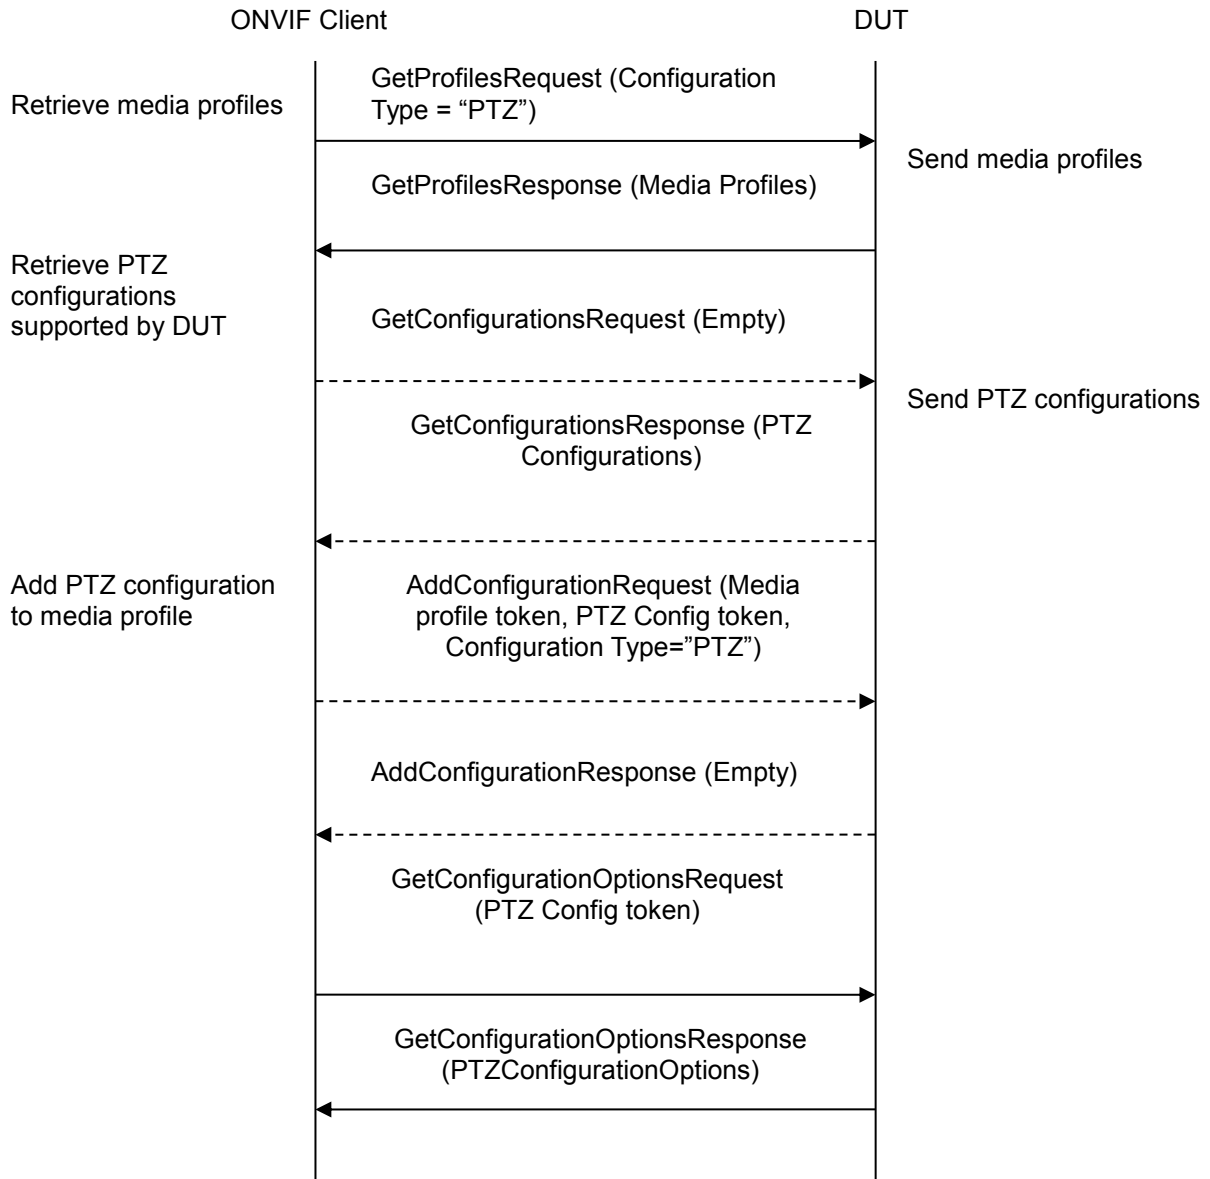 ONVIF Client
DUT
GetProfilesRequest (Configuration
Type = “PTZ”)
Retrieve media profiles
Send media profiles
GetProfilesResponse (Media Profiles)
Retrieve PTZ
configurations
supported by DUT
GetConfigurationsRequest (Empty)
Send PTZ configurations
GetConfigurationsResponse (PTZ
Configurations)
Add PTZ configuration
to media profile
AddConfigurationRequest (Media
profile token, PTZ Config token,
Configuration Type=”PTZ”)
AddConfigurationResponse (Empty)
GetConfigurationOptionsRequest
(PTZ Config token)
GetConfigurationOptionsResponse
(PTZConfigurationOptions)